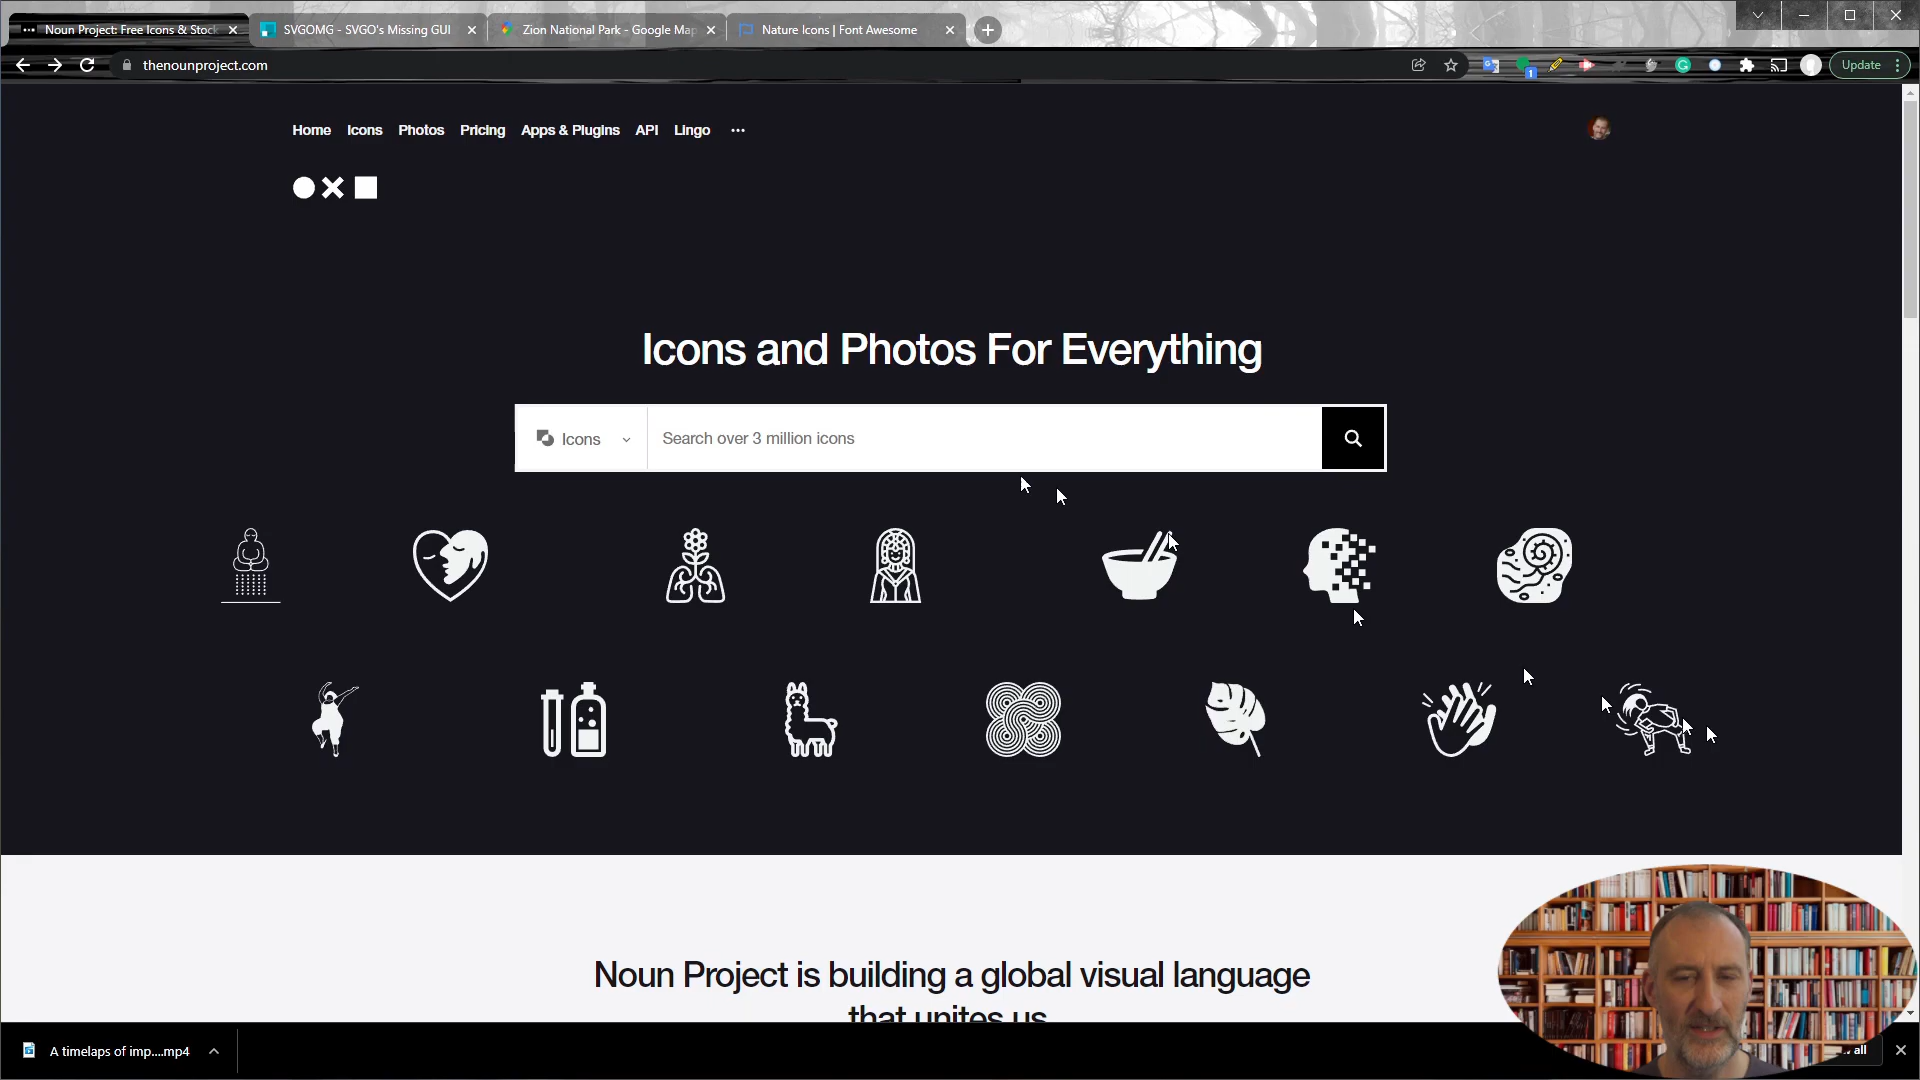 Noun Project: Free Icons & Stock
SVGOMG - SVGO's Missing GUI
Zion National Park - Google Map
Nature Icons | Font Awesome
thenounproject.com
1
Update
Home Icons Photos Pricing Apps & Plugins API Lingo
Icons and Photos For Everything
Icons
Search over 3 million icons
Noun Project is building a global visual language
that unites us
A timelaps of imp....mp4
all